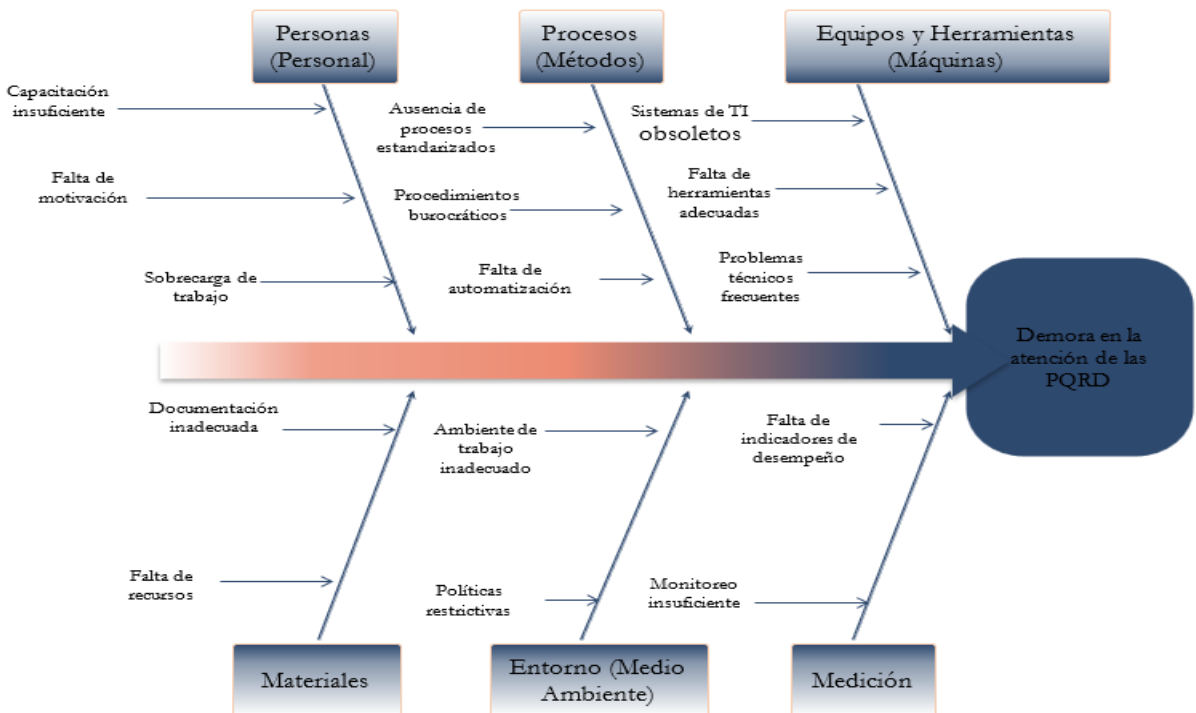 Personas
(Personal)
Procesos
(Métodos)
Equipos y Herramientas
(Máquinas)
Capacitación
insuficiente
Falta de
motivación
Sobrecarga de
trabajo
Ausencia de
procesos
estandarizados
Procedimientos
burocráticos
Falta de
automatización
Sistemas de TI
obsoletos
Falta de
herramientas
adecuadas
Problemas
técnicos
frecuentes
Demora en la
atención de las
PQRD
Documentación
inadecuada
Falta de
recursos
Ambiente de
trabajo
inadecuado
Políticas
restrictivas
Falta de
indicadores de
desempeño
Monitoreo
insuficiente
Materiales
Entorno (Medio
Ambiente)
Medición